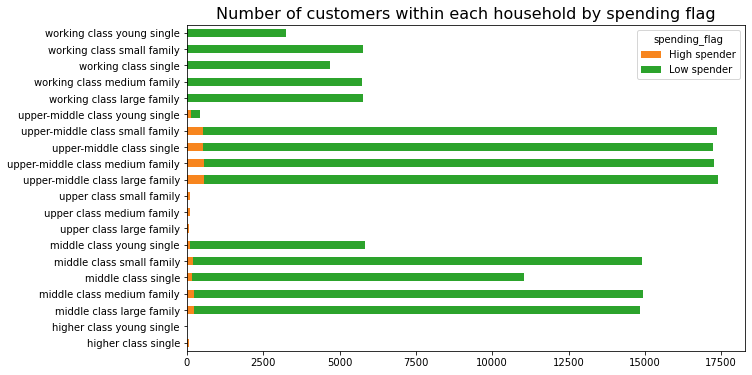 Number of customers within each household by spending flag
spending_flag
High spender
Low spender
working class young single
working class small family
working class single
working class medium family
working class large family
upper-middle class young single
upper-middle class small family
upper-middle class single
upper-middle class medium family
upper-middle class large family
upper class small family
upper class medium family
upper class large family
middle class young single
middle class small family
middle class single
middle class medium family
middle class large family
higher class young single
higher class single
0 2500 5000 7500 10000 12500 15000 17500